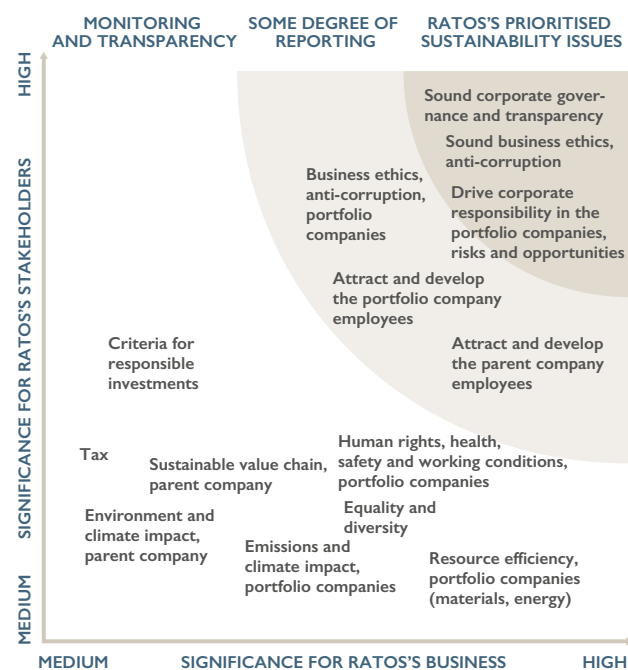 MONITORING
AND TRANSPARENCY
SOME DEGREE OF
REPORTING
RATOS'S PRIORITISED
SUSTAINABILITY ISSUES
HIGH
SIGNIFICANCE FOR RATOS'S STAKEHOLDERS
MEDIUM
Sound corporate gover-
nance and transparency
Sound business ethics,
anti-corruption
Business ethics,
anti-corruption,
portfolio
companies
Drive corporate
responsibility in the
portfolio companies,
risks and opportunities
Attract and develop
the portfolio company
employees
Criteria for
responsible
investments
Attract and develop
the parent company
employees
Tax
Sustainable value chain,
parent company
Human rights, health,
safety and working conditions,
portfolio companies
Environment and
climate impact,
parent company
Equality and
diversity
Emissions and
climate impact,
portfolio companies
Resource efficiency,
portfolio companies
(materials, energy)
MEDIUM
SIGNIFICANCE FOR RATOS'S BUSINESS
HIGH